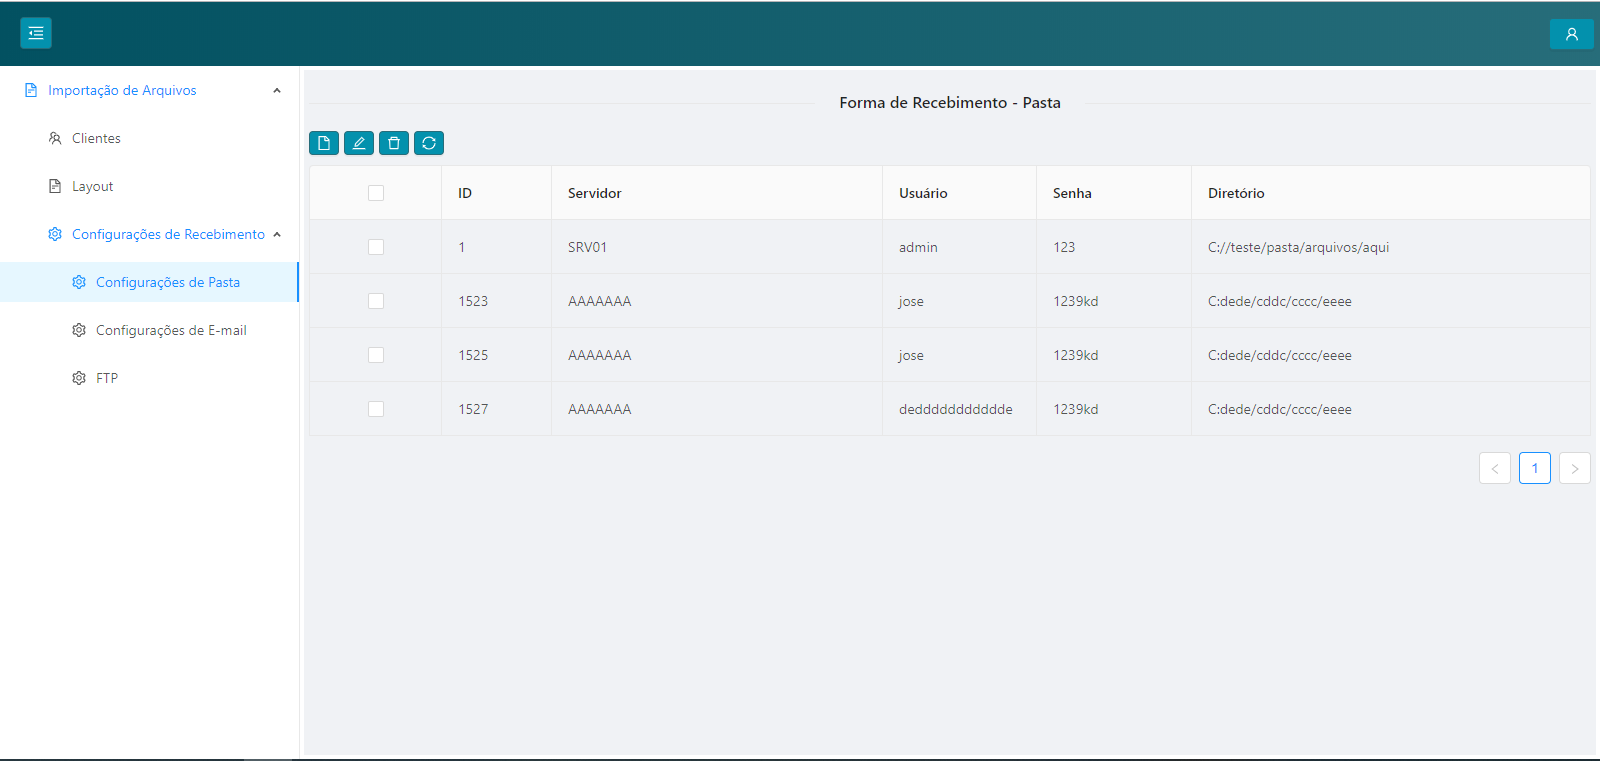 Importação de Arquivos
Clientes
Layout
Configurações de Recebimento
Configurações de Pasta
Configurações de E-mail
FTP
Forma de Recebimento - Pasta
ID Servidor Usuário Senha Diretório
1 SRV01 admin 123 C://teste/pasta/arquivos/aqui
1523 AAAAAAA jose 1239kd C:dede/cddc/cccc/eeee
1525 AAAAAAA jose 1239kd C:dede/cddc/cccc/eeee
1527 AAAAAAA dedddddddddde 1239kd C:dede/cddc/cccc/eeee
< 1 >